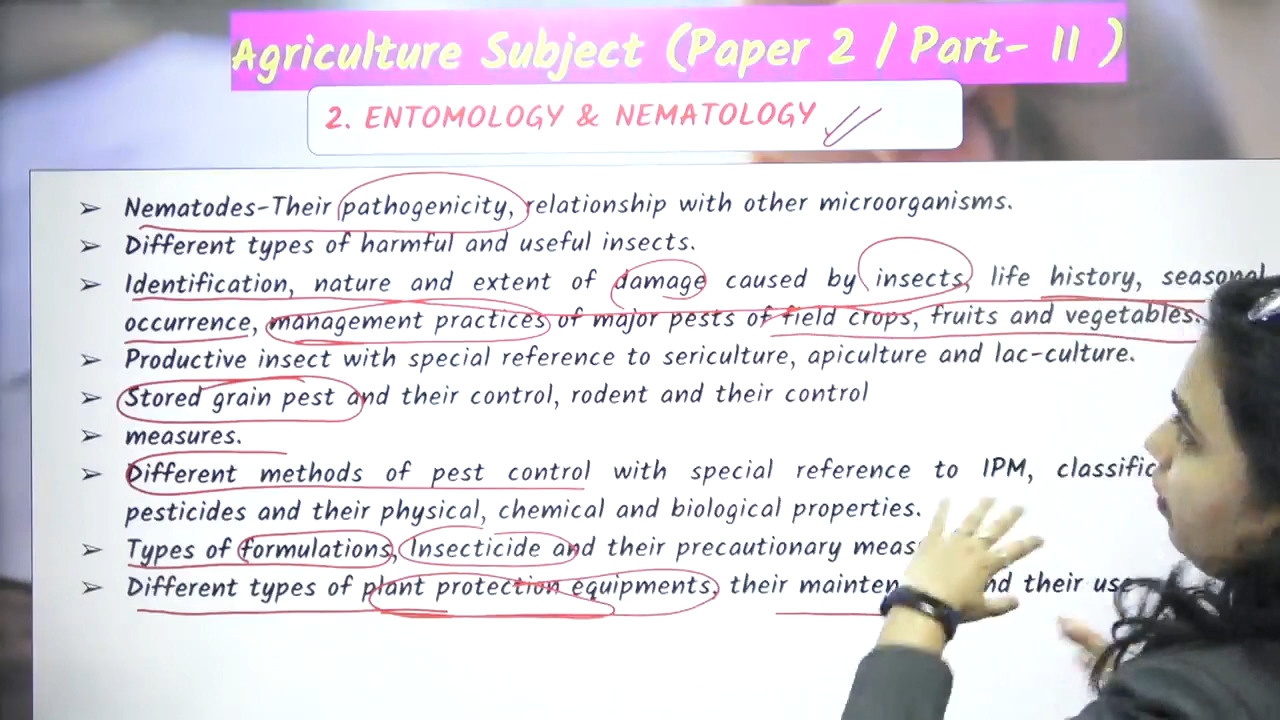 Agriculture Subject (Paper 2 / Part- II )
2. ENTOMOLOGY & NEMATOLOGY
➢ Nematodes-Their pathogenicity, relationship with other microorganisms.
➢ Different types of harmful and useful insects.
➢ Identification, nature and extent of damage caused by insects, life history, seasonal
occurrence, management practices of major pests of field crops, fruits and vegetables.
➢ Productive insect with special reference to sericulture, apiculture and lac-culture.
➢ Stored grain pest and their control, rodent and their control
➢ measures.
➢ Different methods of pest control with special reference to IPM,
pesticides and their physical, chemical and biological properties.
➢ Types of formulations, Insecticide and their precautionary
➢ Different types of plant protection equipments, their their use